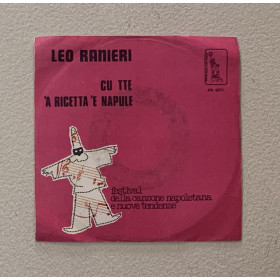 LEO RANIERI
CU TTE
'A RICETTA 'E NAPULE
festival
della canzone napoletana
e nuove tendenze